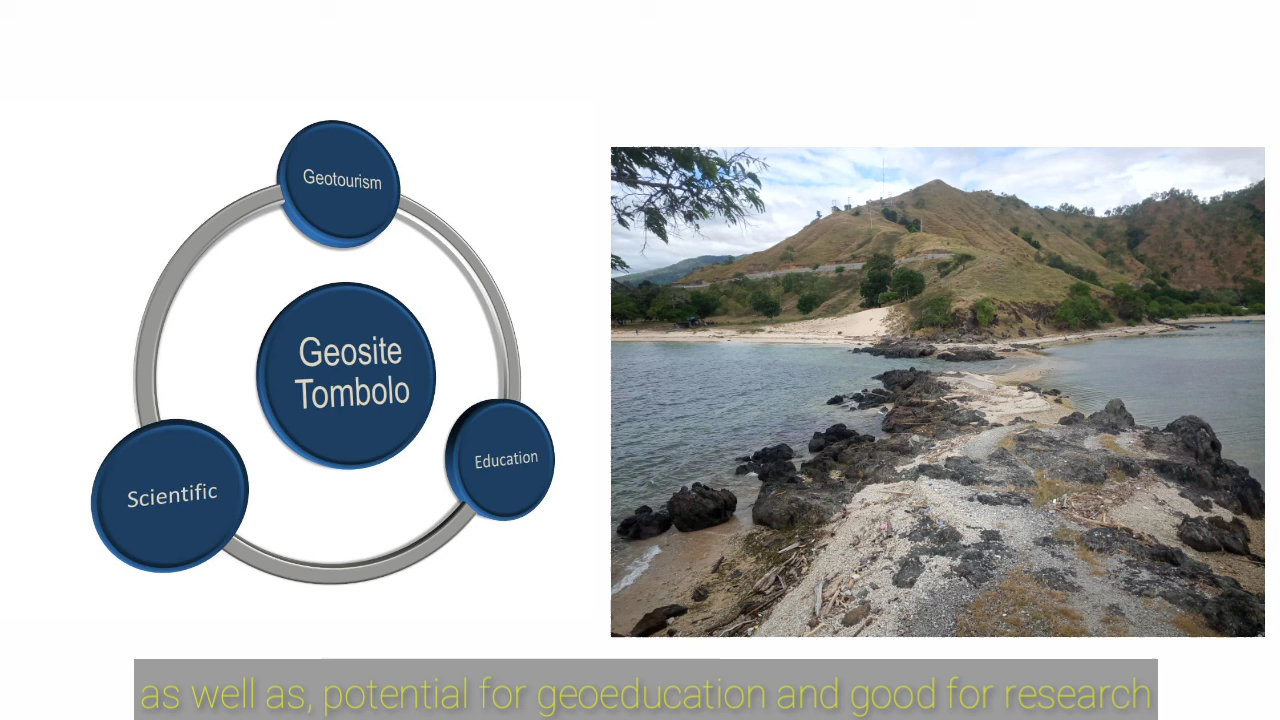 Geotourism
Geosite
Tombolo
Education
Scientific
as well as, potential for geoeducation and good for research